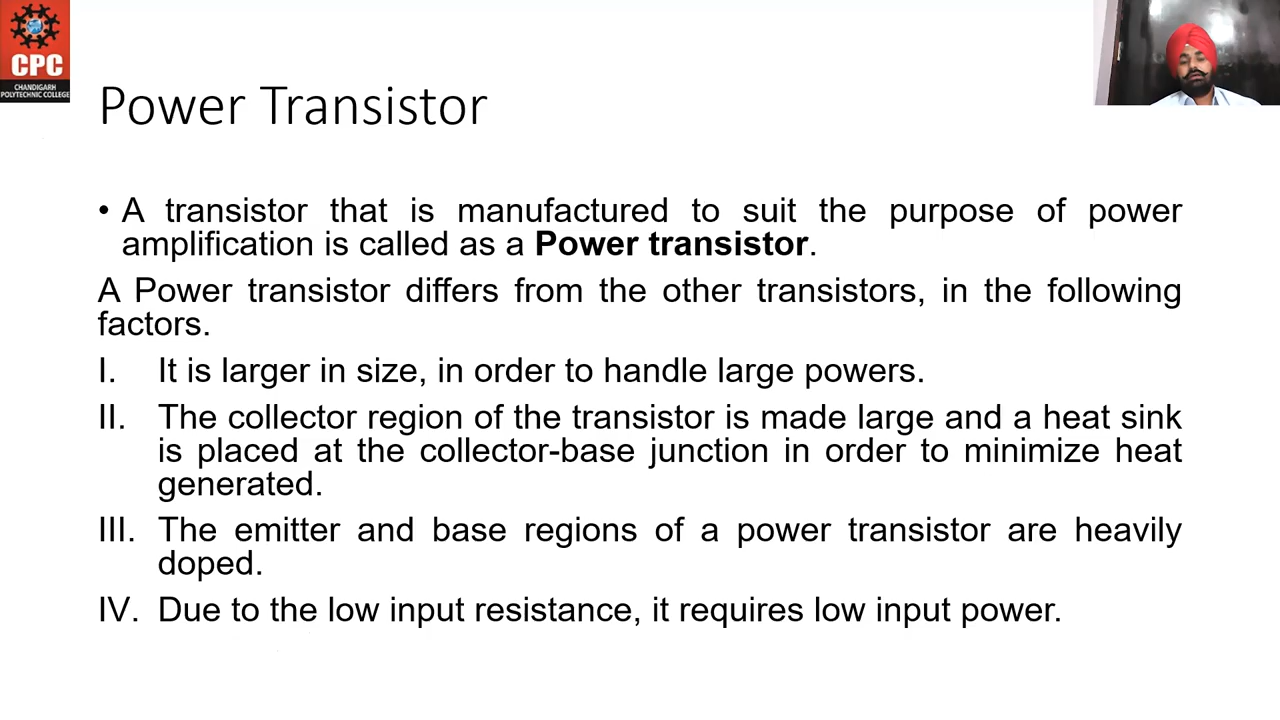 CPC
CHANDIGARH
POLYTECHNIC COLLEGE
Power Transistor
• A transistor that is manufactured to suit the purpose of power
amplification is called as a Power transistor.
A Power transistor differs from the other transistors, in the following
factors.
I. It is larger in size, in order to handle large powers.
II. The collector region of the transistor is made large and a heat sink
is placed at the collector-base junction in order to minimize heat
generated.
III. The emitter and base regions of a power transistor are heavily
doped.
IV. Due to the low input resistance, it requires low input power.